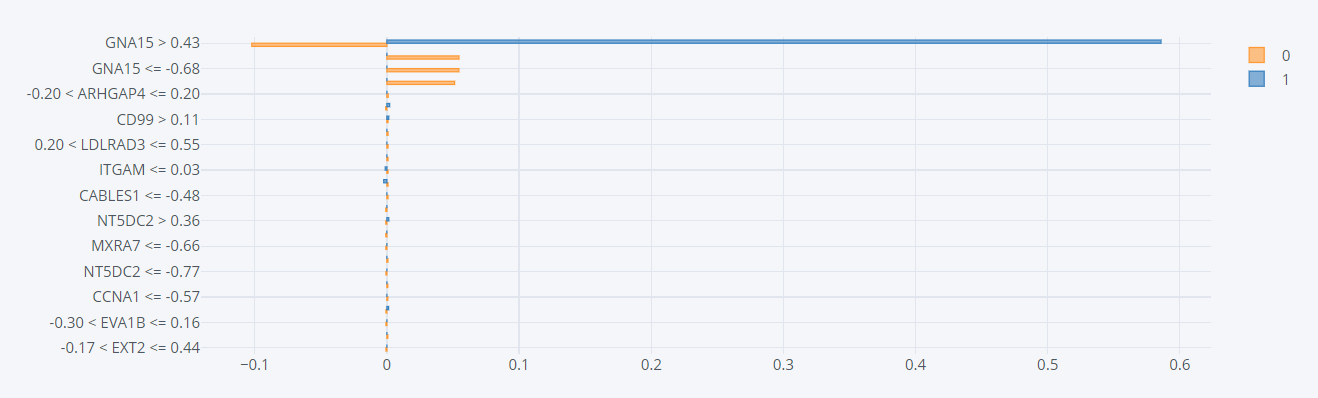 GNA15 > 0.43
GNA15 <= -0.68
-0.20 < ARHGAP4 <= 0.20
CD99 > 0.11
0.20 < LDLRAD3 <= 0.55
ITGAM <= 0.03
CABLES1 <= -0.48
NT5DC2 > 0.36
MXRA7 <= -0.66
NT5DC2 <= -0.77
CCNA1 <= -0.57
-0.30 < EVA1B <= 0.16
-0.17 < EXT2 <= 0.44
−0.1 0 0.1 0.2 0.3 0.4 0.5 0.6
0
1